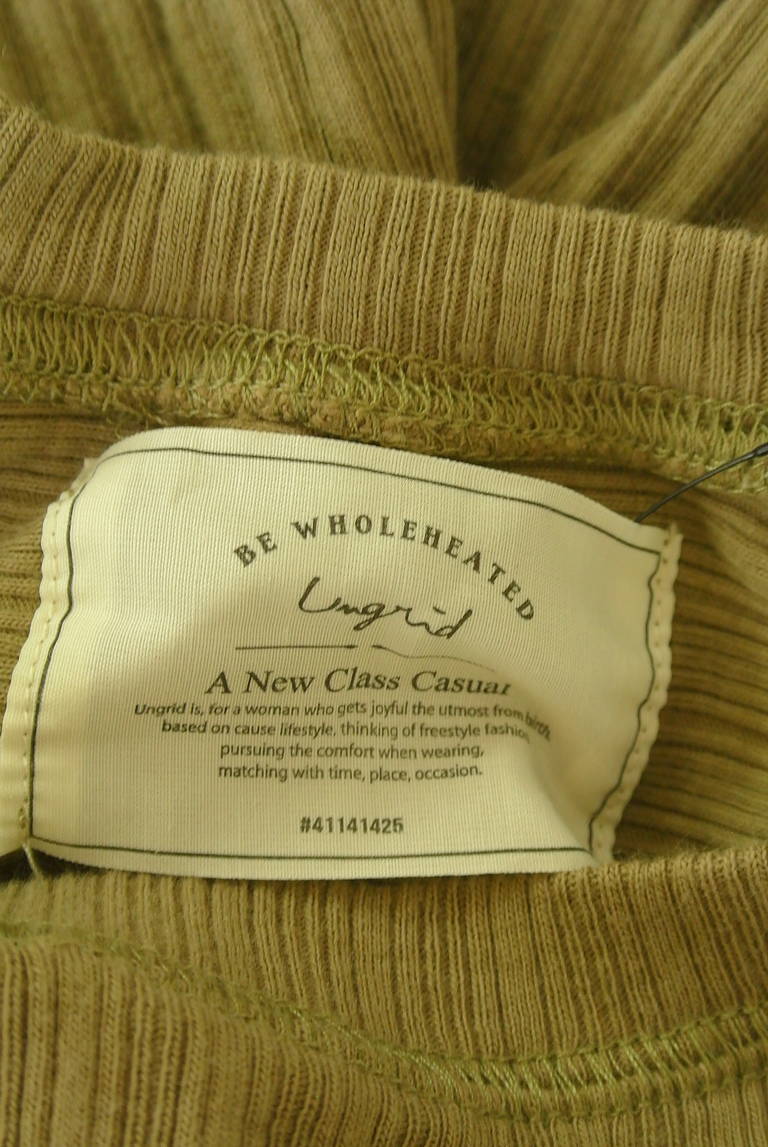 BE WHOLEHEATED
Ungrid
A New Class Casual
Ungrid is, for a woman who gets joyful the utmost from birth,
based on cause lifestyle, thinking of freestyle fashion
pursuing the comfort when wearing,
matching with time, place, occasion.
#41141425